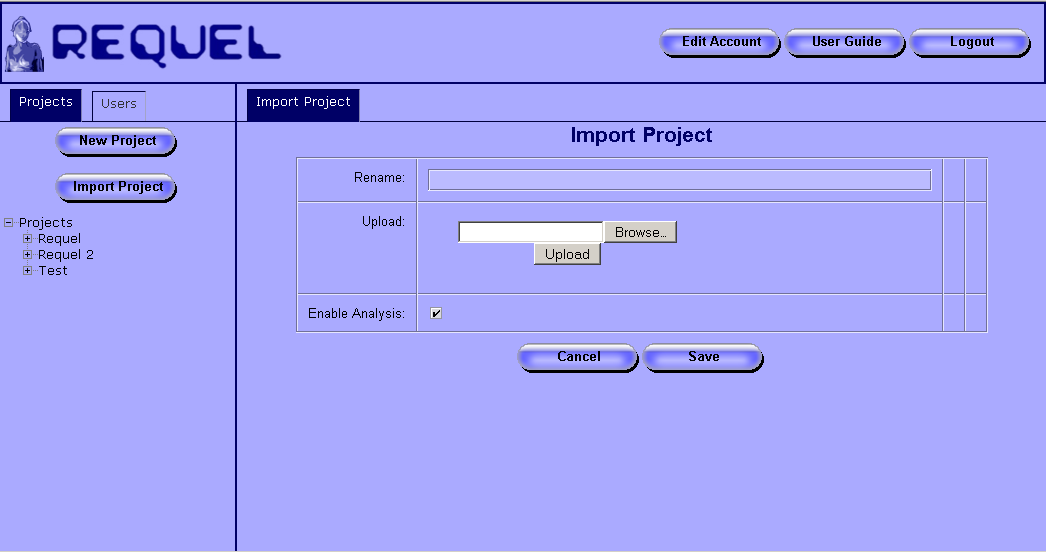 REQUEL
Edit Account
User Guide
Logout
Projects
Users
New Project
Import Project
Projects
Requel
Requel 2
Test
Import Project
Import Project
Rename:
Upload:
Browse...
Upload
Enable Analysis:
Cancel
Save